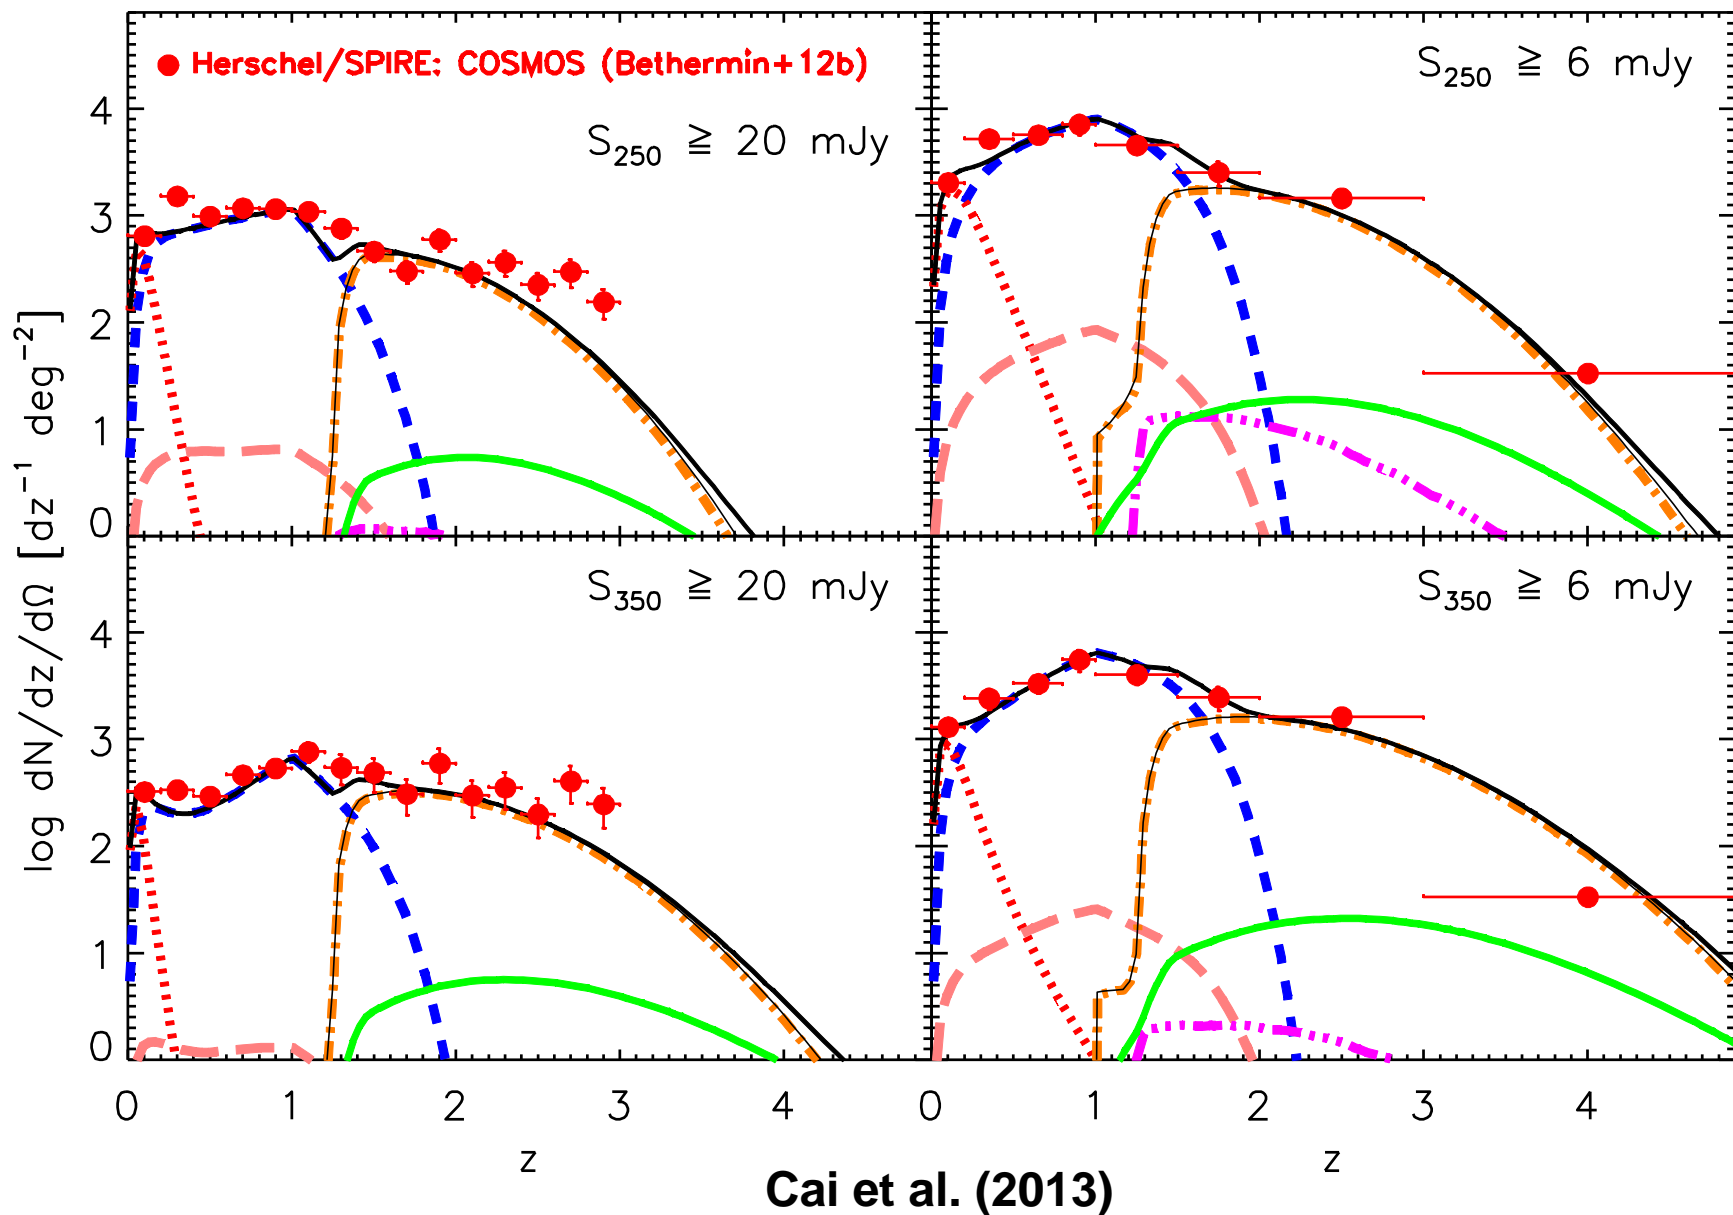 Herschel/SPIRE: COSMOS (Bethermin+12b)
S250 ≧ 20 mJy
S250 ≧ 6 mJy
S350 ≧ 20 mJy
S350 ≧ 6 mJy
log dN/dz/dΩ [dz⁻¹ deg⁻²]
4
3
2
1
0
4
3
2
1
0
0 1 2 3 4
0 1 2 3 4
z
z
Cai et al. (2013)